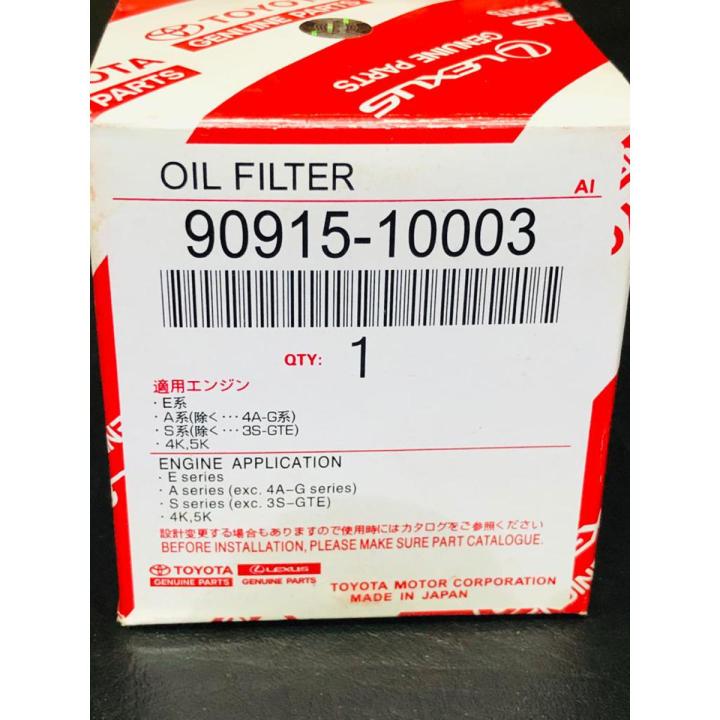 TOYOTA
GENUINE PARTS
LEXUS
GENUINE PARTS
OTA
PARTS
OIL FILTER
AI
90915-10003
QTY: 1
適用エンジン
・E系
・A系(除く・・・4A-G系)
・S系(除く・・・3S-GTE)
・4K,5K
ENGINE APPLICATION
・E series
・A series (exc. 4A-G series)
・S series (exc. 3S-GTE)
・4K,5K
設計変更する場合もありますので使用時にはカタログをご参照ください
BEFORE INSTALLATION, PLEASE MAKE SURE PART CATALOGUE.
TOYOTA LEXUS
GENUINE PARTS GENUINE PARTS
TOYOTA MOTOR CORPORATION
MADE IN JAPAN